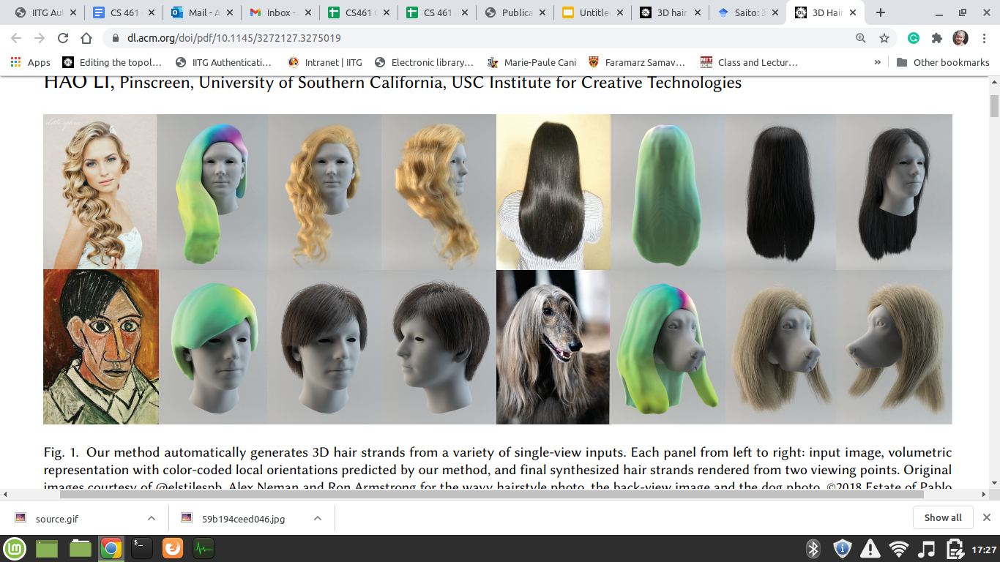 IITG Aut
CS 461
Mail - A
Inbox -
CS461 
CS 461
Publica
Untitle
3D hair
Saito: 3
3D Hair
dl.acm.org/doi/pdf/10.1145/3272127.3275019
Apps
Editing the topol...
IITG Authenticati...
Intranet | IITG
Electronic library...
Marie-Paule Cani
Faramarz Samav...
MIT
Class and Lectur...
»
Other bookmarks
HAO LI, Pinscreen, University of Southern California, USC Institute for Creative Technologies
Fig. 1. Our method automatically generates 3D hair strands from a variety of single-view inputs. Each panel from left to right: input image, volumetric
representation with color-coded local orientations predicted by our method, and final synthesized hair strands rendered from two viewing points. Original
images courtesy of @elstilespb, Alex Neman and Ron Armstrong for the wavy hairstyle photo, the back-view image and the dog photo. ©2018 Estate of Pablo
source.gif
59b194ceed046.jpg
Show all
17:27